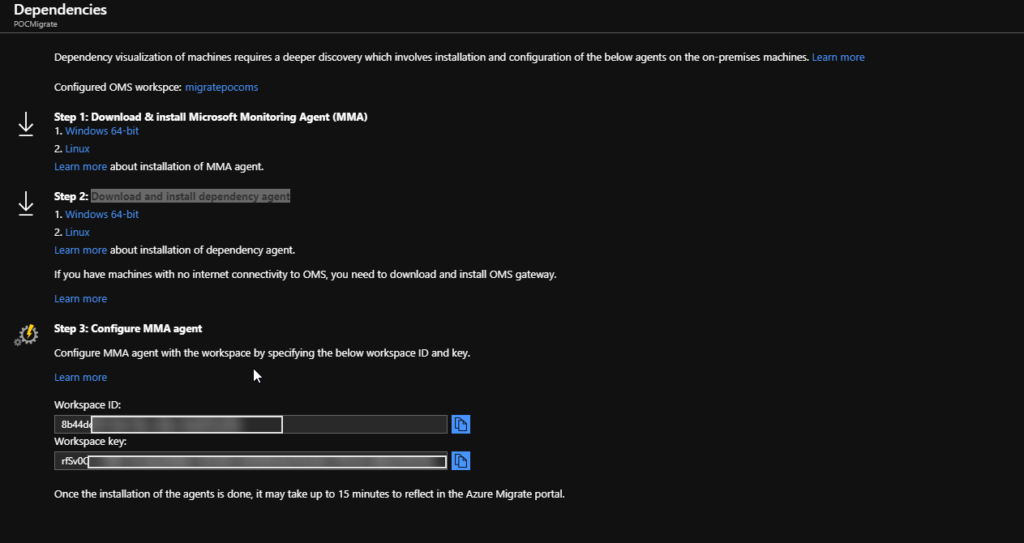 Dependencies
POCMigrate
Dependency visualization of machines requires a deeper discovery which involves installation and configuration of the below agents on the on-premises machines. Learn more
Configured OMS workspce: migratepocoms
Step 1: Download & install Microsoft Monitoring Agent (MMA)
1. Windows 64-bit
2. Linux
Learn more about installation of MMA agent.
Step 2: Download and install dependency agent
1. Windows 64-bit
2. Linux
Learn more about installation of dependency agent.
If you have machines with no internet connectivity to OMS, you need to download and install OMS gateway.
Learn more
Step 3: Configure MMA agent
Configure MMA agent with the workspace by specifying the below workspace ID and key.
Learn more
Workspace ID:
Workspace key:
Once the installation of the agents is done, it may take up to 15 minutes to reflect in the Azure Migrate portal.